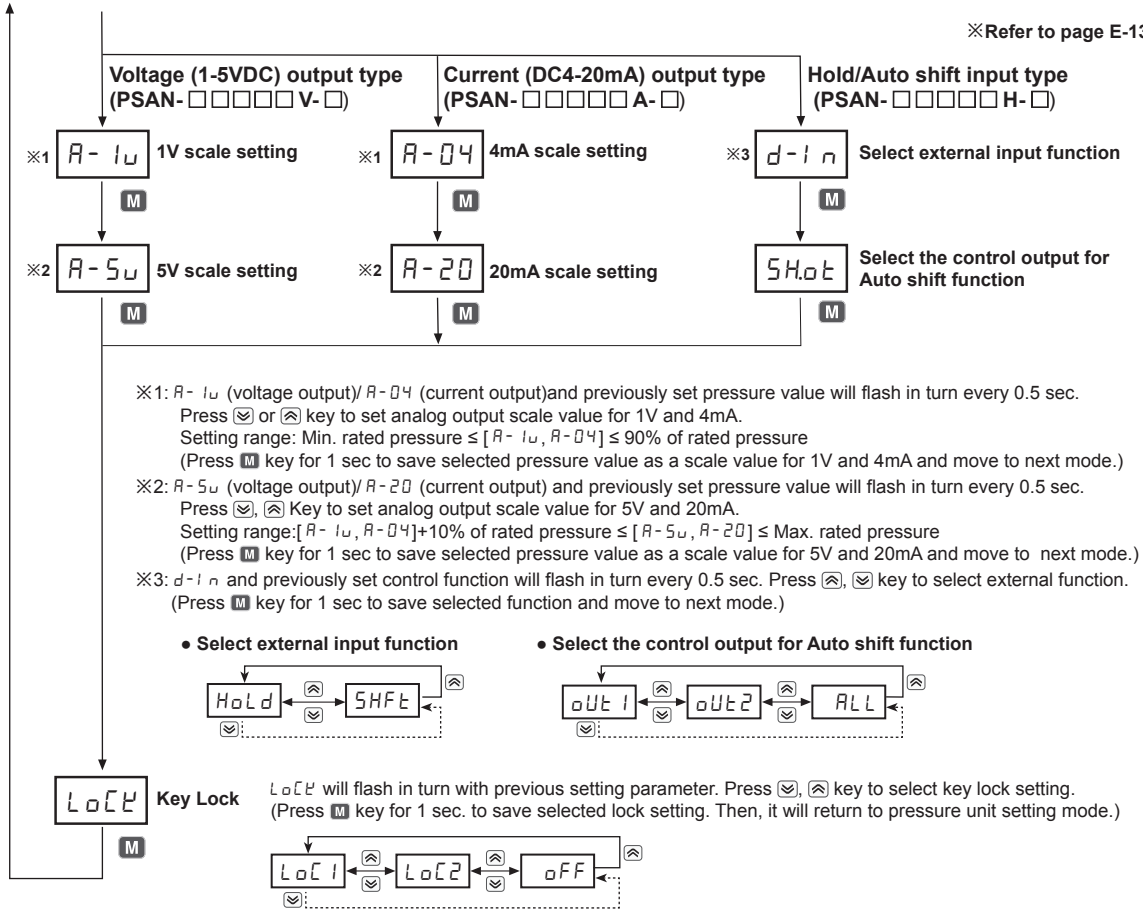 ※Refer to page E-13
Voltage (1-5VDC) output type
(PSAN- □□□□□ V- □)
Current (DC4-20mA) output type
(PSAN- □□□□□ A- □)
Hold/Auto shift input type
(PSAN- □□□□□ H- □)
※1 A-1v 1V scale setting
※1 A-04 4mA scale setting
※3 d-In Select external input function
M M M
※2 A-5v 5V scale setting
※2 A-20 20mA scale setting
SH.ot Select the control output for
Auto shift function
M M M
※1: A-1v (voltage output)/ A-04 (current output)and previously set pressure value will flash in turn every 0.5 sec.
Press or key to set analog output scale value for 1V and 4mA.
Setting range: Min. rated pressure ≤ [ A-1v, A-04] ≤ 90% of rated pressure
(Press M key for 1 sec to save selected pressure value as a scale value for 1V and 4mA and move to next mode.)
※2: A-5v (voltage output)/ A-20 (current output) and previously set pressure value will flash in turn every 0.5 sec.
Press , Key to set analog output scale value for 5V and 20mA.
Setting range:[ A-1v, A-04]+10% of rated pressure ≤ [ A-5v, A-20] ≤ Max. rated pressure
(Press M key for 1 sec to save selected pressure value as a scale value for 5V and 20mA and move to next mode.)
※3: d-In and previously set control function will flash in turn every 0.5 sec. Press , key to select external function.
(Press M key for 1 sec to save selected function and move to next mode.)
● Select external input function
● Select the control output for Auto shift function
HoLd SHFt
oUt1 oUt2 ALL
LoCK Key Lock
LoCK will flash in turn with previous setting parameter. Press , key to select key lock setting.
(Press M key for 1 sec. to save selected lock setting. Then, it will return to pressure unit setting mode.)
M
LoC1 LoC2 oFF